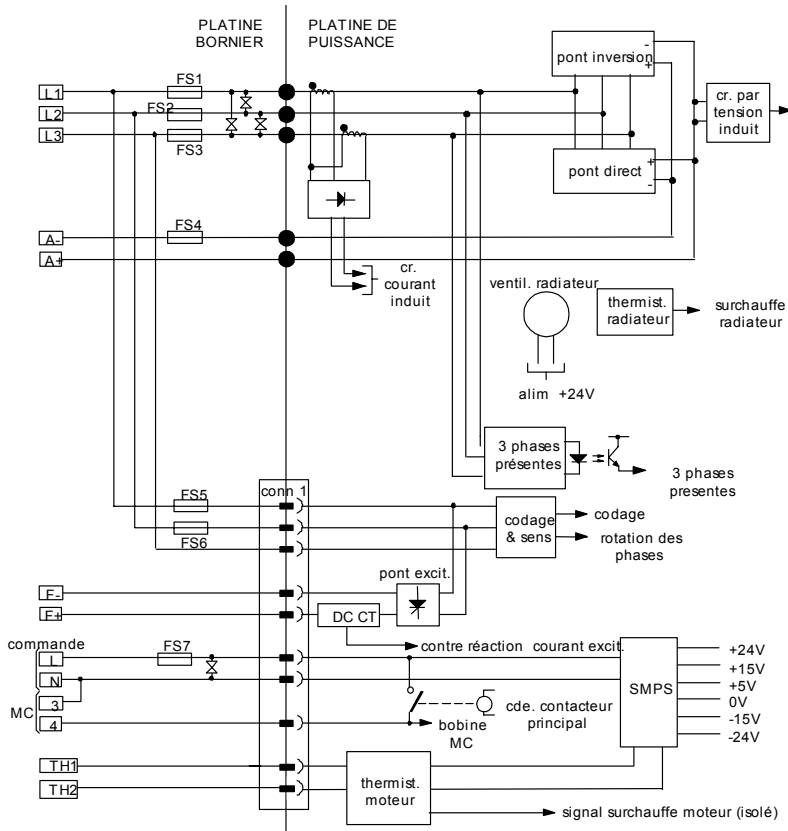 PLATINE
BORNIER
PLATINE DE
PUISSANCE
pont inversion
-
+
FS1
L1
FS2
L2
L3
FS3
cr. par
tension
induit
pont direct
+
-
FS4
A-
A+
cr.
courant
induit
ventil. radiateur
thermist.
radiateur
surchauffe
radiateur
alim +24V
3 phases
présentes
3 phases
presentes
conn 1
FS5
FS6
codage
& sens
codage
rotation des
phases
pont excit.
F-
F+
DC CT
contre réaction courant excit.
commande
L
FS7
N
MC
3
4
cde. contacteur
principal
bobine
MC
SMPS
+24V
+15V
+5V
0V
-15V
-24V
TH1
TH2
thermist.
moteur
signal surchauffe moteur (isolé)